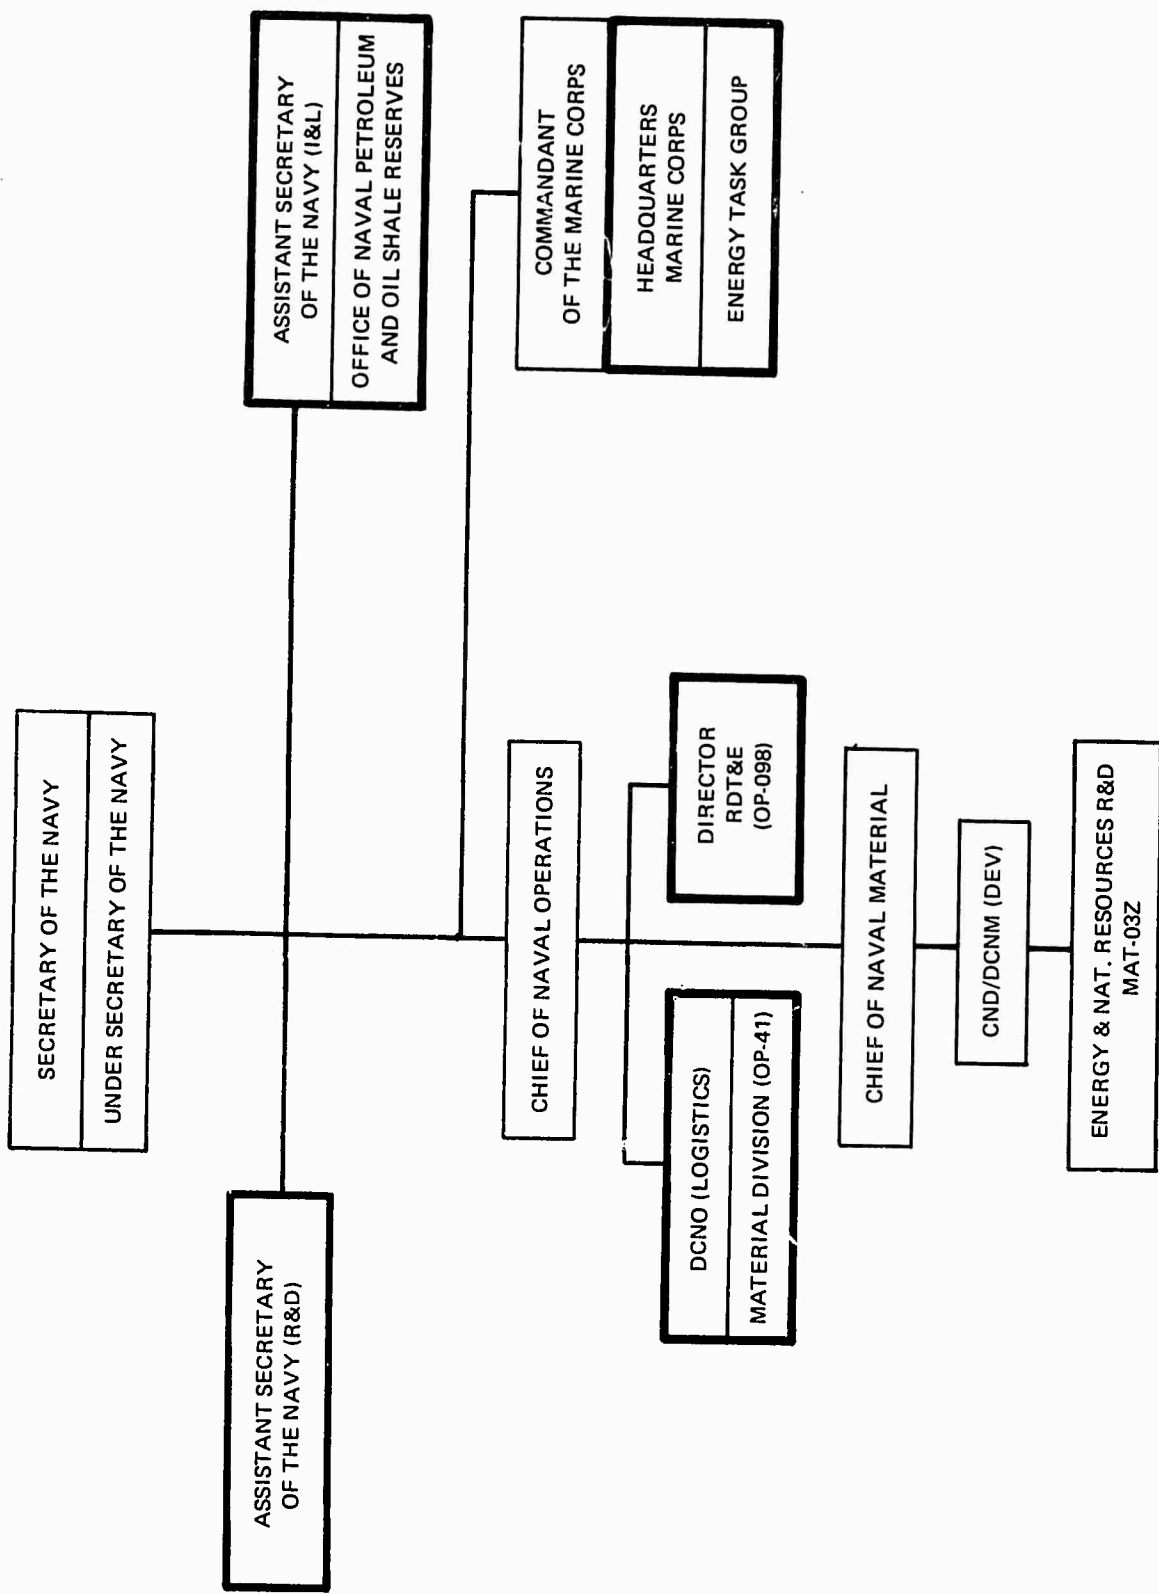 SECRETARY OF THE NAVY
UNDER SECRETARY OF THE NAVY
ASSISTANT SECRETARY
OF THE NAVY (R&D)
ASSISTANT SECRETARY
OF THE NAVY (I&L)
OFFICE OF NAVAL PETROLEUM
AND OIL SHALE RESERVES
CHIEF OF NAVAL OPERATIONS
COMMANDANT
OF THE MARINE CORPS
HEADQUARTERS
MARINE CORPS
ENERGY TASK GROUP
DCNO (LOGISTICS)
MATERIAL DIVISION (OP-41)
DIRECTOR
RDT&E
(OP-098)
CHIEF OF NAVAL MATERIAL
CND/DCNM (DEV)
ENERGY & NAT. RESOURCES R&D
MAT-03Z